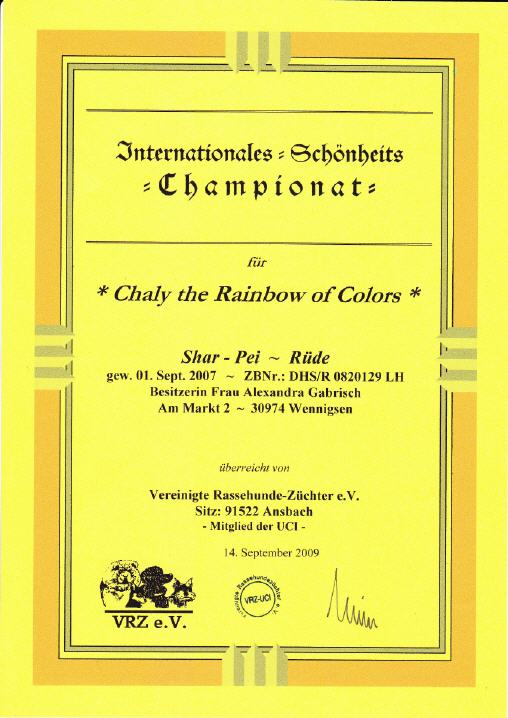 Internationales = Schönheits
= Championat =
für
* Chaly the Rainbow of Colors *
Shar - Pei ~ Rüde
gew. 01. Sept. 2007 ~ ZBNr.: DHS/R 0820129 LH
Besitzerin Frau Alexandra Gabrisch
Am Markt 2 ~ 30974 Wennigsen
überreicht von
Vereinigte Rassehunde-Züchter e.V.
Sitz: 91522 Ansbach
- Mitglied der UCI -
14. September 2009
VRZ e.V.
Vereinigte Rassehundezüchter e.V.
VRZ-UCI